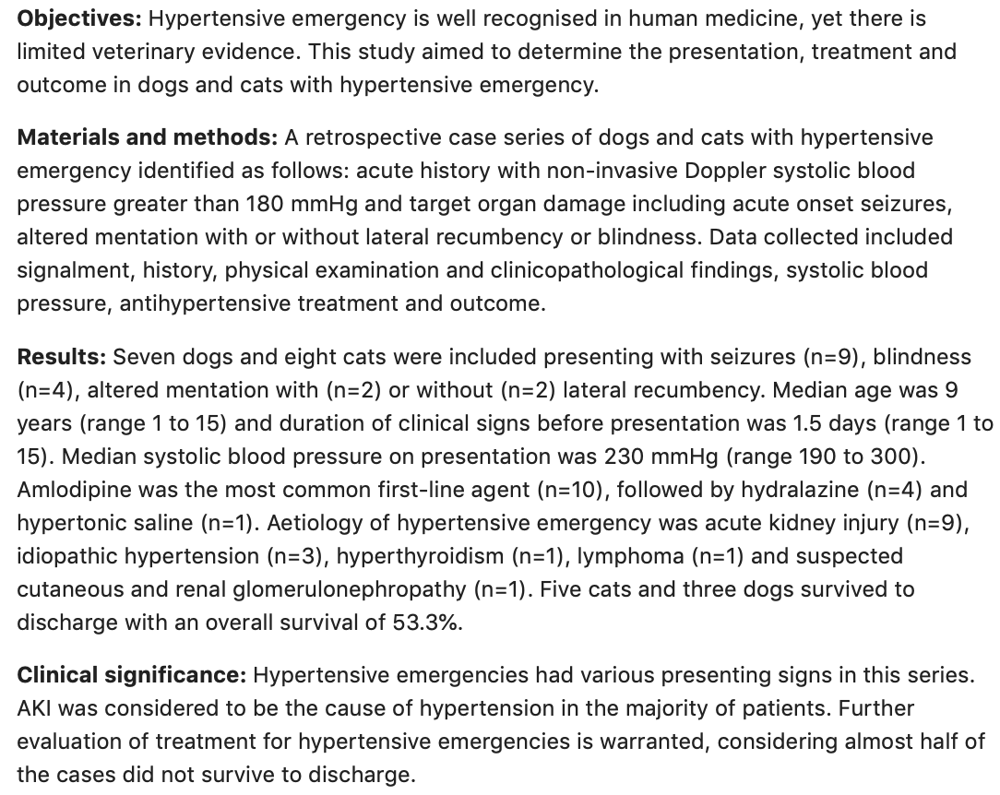 Objectives: Hypertensive emergency is well recognised in human medicine, yet there is
limited veterinary evidence. This study aimed to determine the presentation, treatment and
outcome in dogs and cats with hypertensive emergency.
Materials and methods: A retrospective case series of dogs and cats with hypertensive
emergency identified as follows: acute history with non-invasive Doppler systolic blood
pressure greater than 180 mmHg and target organ damage including acute onset seizures,
altered mentation with or without lateral recumbency or blindness. Data collected included
signalment, history, physical examination and clinicopathological findings, systolic blood
pressure, antihypertensive treatment and outcome.
Results: Seven dogs and eight cats were included presenting with seizures (n=9), blindness
(n=4), altered mentation with (n=2) or without (n=2) lateral recumbency. Median age was 9
years (range 1 to 15) and duration of clinical signs before presentation was 1.5 days (range 1 to
15). Median systolic blood pressure on presentation was 230 mmHg (range 190 to 300).
Amlodipine was the most common first-line agent (n=10), followed by hydralazine (n=4) and
hypertonic saline (n=1). Aetiology of hypertensive emergency was acute kidney injury (n=9),
idiopathic hypertension (n=3), hyperthyroidism (n=1), lymphoma (n=1) and suspected
cutaneous and renal glomerulonephropathy (n=1). Five cats and three dogs survived to
discharge with an overall survival of 53.3%.
Clinical significance: Hypertensive emergencies had various presenting signs in this series.
AKI was considered to be the cause of hypertension in the majority of patients. Further
evaluation of treatment for hypertensive emergencies is warranted, considering almost half of
the cases did not survive to discharge.